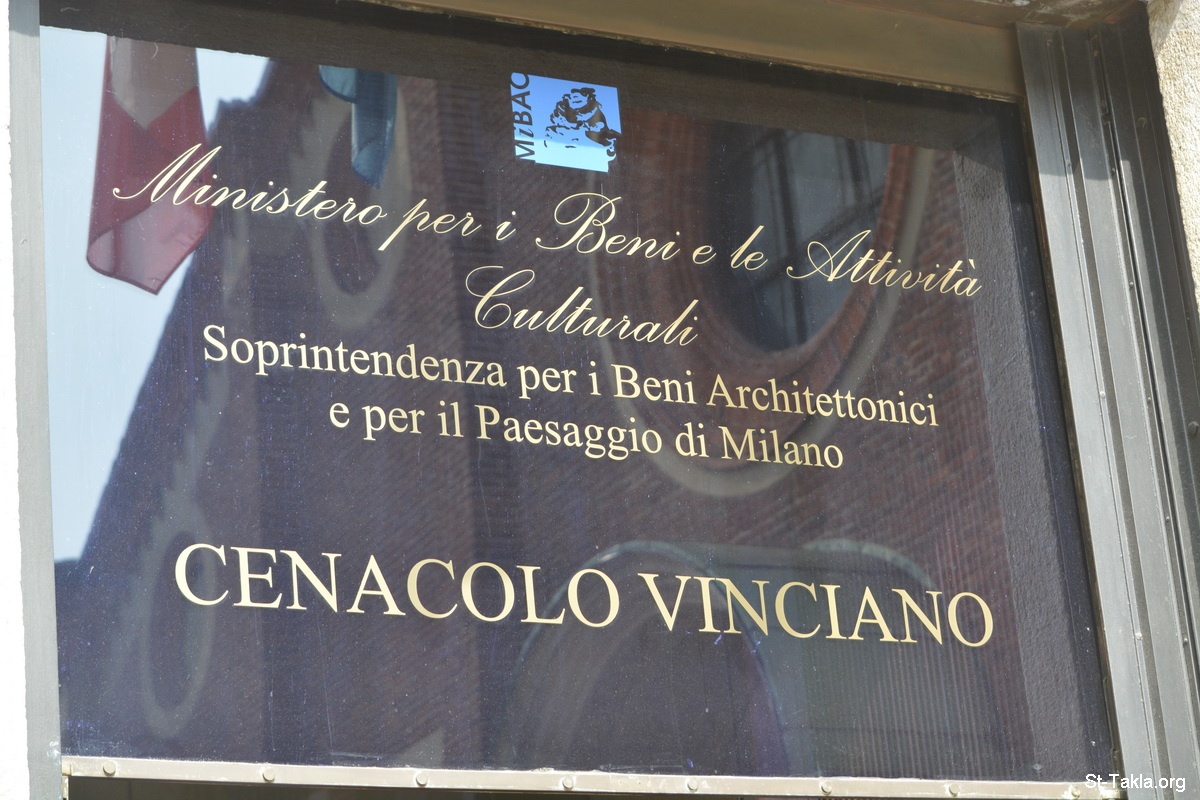 MiBAC
Ministero per i Beni e le Attività
Culturali
Soprintendenza per i Beni Architettonici
e per il Paesaggio di Milano
CENACOLO VINCIANO
St-Takla.org